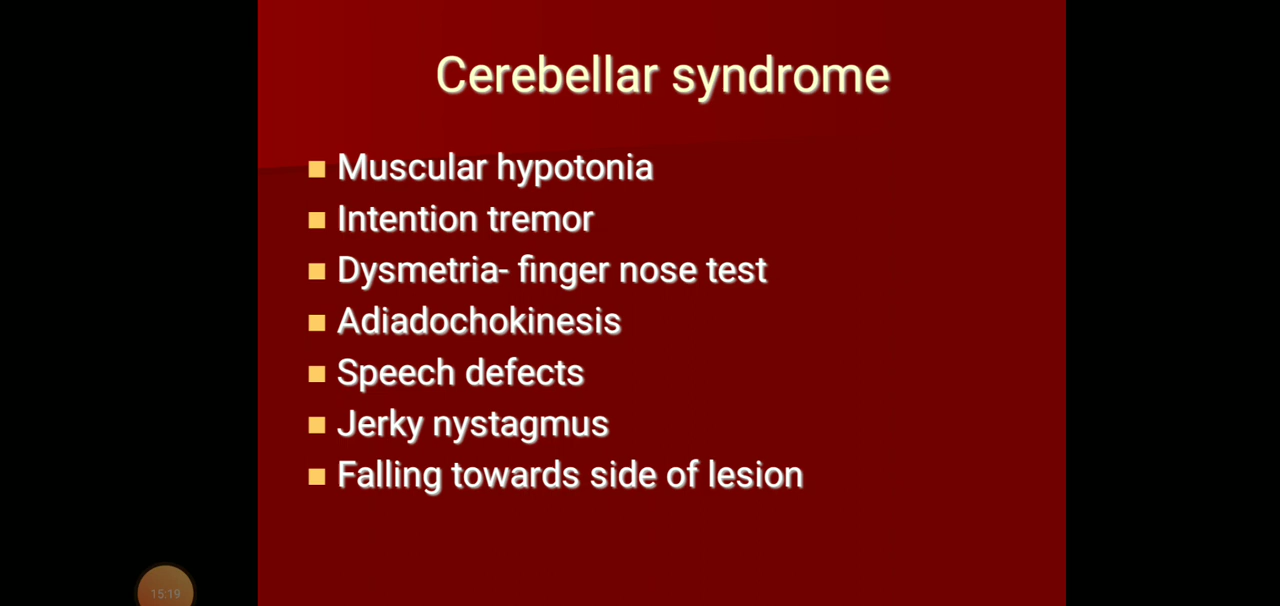 Cerebellar syndrome
Muscular hypotonia
Intention tremor
Dysmetria- finger nose test
Adiadochokinesis
Speech defects
Jerky nystagmus
Falling towards side of lesion
15:19